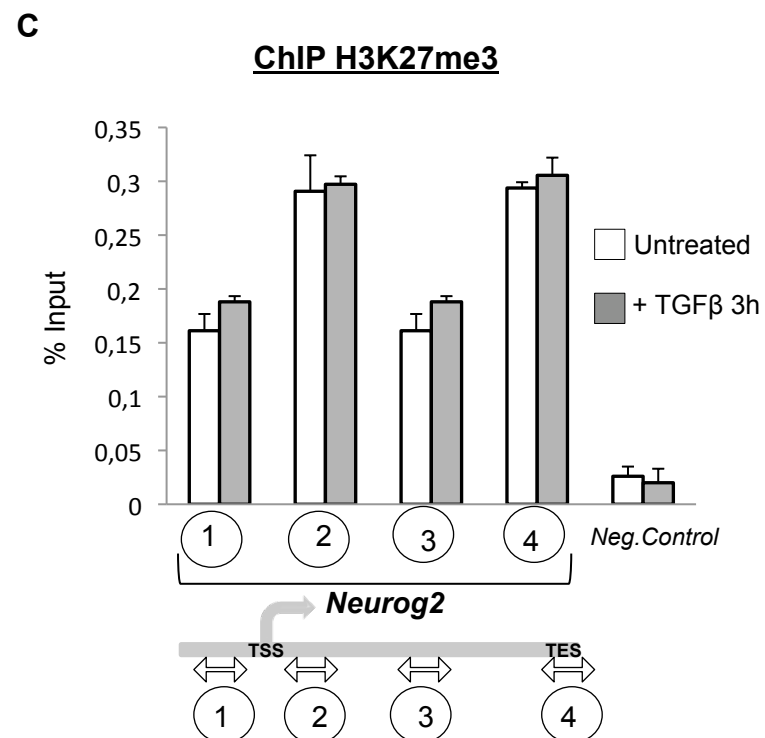 C
ChIP H3K27me3
% Input
0,35
0,3
0,25
0,2
0,15
0,1
0,05
0
Untreated
+ TGFβ 3h
1 2 3 4 Neg.Control
Neurog2
TSS TES
1 2 3 4